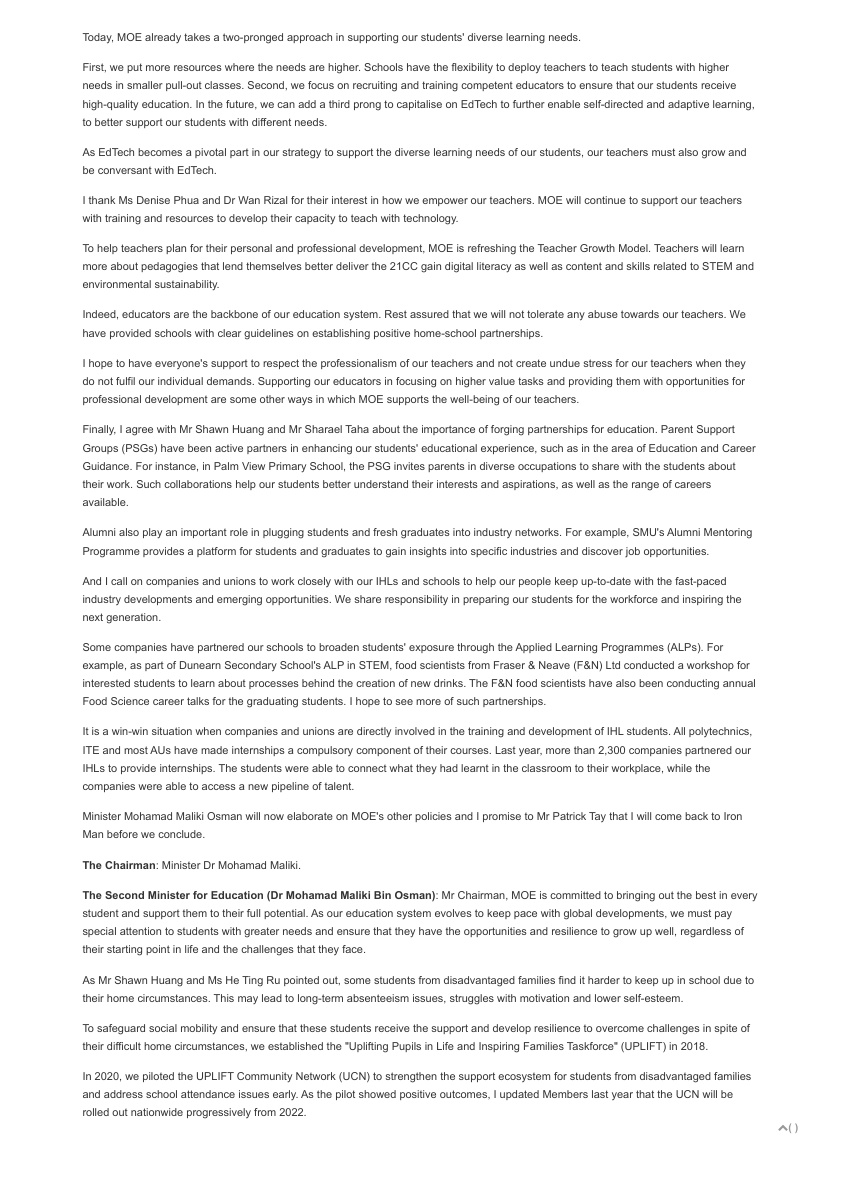 Today, MOE already takes a two-pronged approach in supporting our students' diverse learning needs.
First, we put more resources where the needs are higher. Schools have the flexibility to deploy teachers to teach students with higher
needs in smaller pull-out classes. Second, we focus on recruiting and training competent educators to ensure that our students receive
high-quality education. In the future, we can add a third prong to capitalise on EdTech to further enable self-directed and adaptive learning,
to better support our students with different needs.
As EdTech becomes a pivotal part in our strategy to support the diverse learning needs of our students, our teachers must also grow and
be conversant with EdTech.
I thank Ms Denise Phua and Dr Wan Rizal for their interest in how we empower our teachers. MOE will continue to support our teachers
with training and resources to develop their capacity to teach with technology.
To help teachers plan for their personal and professional development, MOE is refreshing the Teacher Growth Model. Teachers will learn
more about pedagogies that lend themselves better deliver the 21CC gain digital literacy as well as content and skills related to STEM and
environmental sustainability.
Indeed, educators are the backbone of our education system. Rest assured that we will not tolerate any abuse towards our teachers. We
have provided schools with clear guidelines on establishing positive home-school partnerships.
I hope to have everyone's support to respect the professionalism of our teachers and not create undue stress for our teachers when they
do not fulfil our individual demands. Supporting our educators in focusing on higher value tasks and providing them with opportunities for
professional development are some other ways in which MOE supports the well-being of our teachers.
Finally, I agree with Mr Shawn Huang and Mr Sharael Taha about the importance of forging partnerships for education. Parent Support
Groups (PSGs) have been active partners in enhancing our students' educational experience, such as in the area of Education and Career
Guidance. For instance, in Palm View Primary School, the PSG invites parents in diverse occupations to share with the students about
their work. Such collaborations help our students better understand their interests and aspirations, as well as the range of careers
available.
Alumni also play an important role in plugging students and fresh graduates into industry networks. For example, SMU's Alumni Mentoring
Programme provides a platform for students and graduates to gain insights into specific industries and discover job opportunities.
And I call on companies and unions to work closely with our IHLs and schools to help our people keep up-to-date with the fast-paced
industry developments and emerging opportunities. We share responsibility in preparing our students for the workforce and inspiring the
next generation.
Some companies have partnered our schools to broaden students' exposure through the Applied Learning Programmes (ALPs). For
example, as part of Dunearn Secondary School's ALP in STEM, food scientists from Fraser & Neave (F&N) Ltd conducted a workshop for
interested students to learn about processes behind the creation of new drinks. The F&N food scientists have also been conducting annual
Food Science career talks for the graduating students. I hope to see more of such partnerships.
It is a win-win situation when companies and unions are directly involved in the training and development of IHL students. All polytechnics,
ITE and most AUs have made internships a compulsory component of their courses. Last year, more than 2,300 companies partnered our
IHLs to provide internships. The students were able to connect what they had learnt in the classroom to their workplace, while the
companies were able to access a new pipeline of talent.
Minister Mohamad Maliki Osman will now elaborate on MOE's other policies and I promise to Mr Patrick Tay that I will come back to Iron
Man before we conclude.
The Chairman: Minister Dr Mohamad Maliki.
The Second Minister for Education (Dr Mohamad Maliki Bin Osman): Mr Chairman, MOE is committed to bringing out the best in every
student and support them to their full potential. As our education system evolves to keep pace with global developments, we must pay
special attention to students with greater needs and ensure that they have the opportunities and resilience to grow up well, regardless of
their starting point in life and the challenges that they face.
As Mr Shawn Huang and Ms He Ting Ru pointed out, some students from disadvantaged families find it harder to keep up in school due to
their home circumstances. This may lead to long-term absenteeism issues, struggles with motivation and lower self-esteem.
To safeguard social mobility and ensure that these students receive the support and develop resilience to overcome challenges in spite of
their difficult home circumstances, we established the "Uplifting Pupils in Life and Inspiring Families Taskforce" (UPLIFT) in 2018.
In 2020, we piloted the UPLIFT Community Network (UCN) to strengthen the support ecosystem for students from disadvantaged families
and address school attendance issues early. As the pilot showed positive outcomes, I updated Members last year that the UCN will be
rolled out nationwide progressively from 2022.
( )